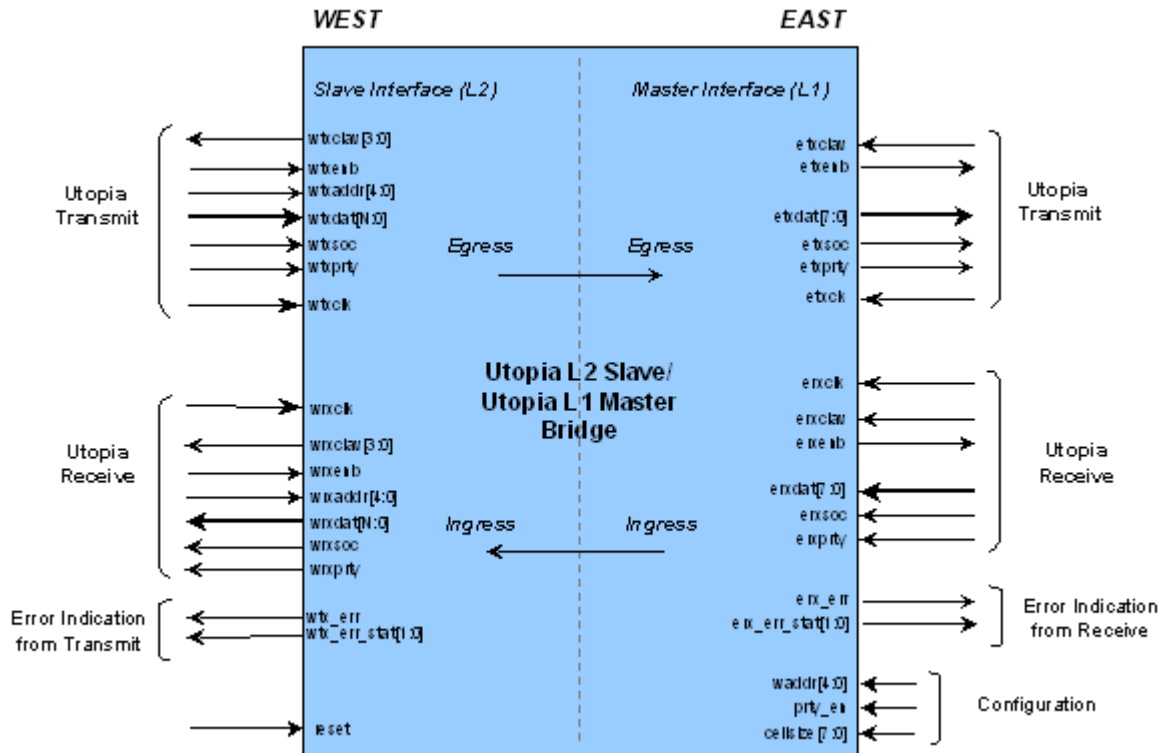 WEST
EAST
Slave Interface (L2)
Master Interface (L1)
Utopia
Transmit
wtxclav[3:0]
wtxenb
wtxaddr[4:0]
wtxdat[N:0]
wtxsoc
wtxprty
wtxclk
etxclav
etxenb
etxdat[7:0]
etxsoc
etxprty
etxclk
Utopia
Transmit
Egress
Egress
Utopia L2 Slave/
Utopia L1 Master
Bridge
Utopia
Receive
wrxclk
wrxclav[3:0]
wrxenb
wrxaddr[4:0]
wrxdat[N:0]
wrxsoc
wrxprty
erxclk
erxclav
erxenb
erxdat[7:0]
erxsoc
erxprty
Utopia
Receive
Ingress
Ingress
Error Indication
from Transmit
wtx_err
wtx_err_stat[1:0]
erx_err
erx_err_stat[1:0]
Error Indication
from Receive
reset
waddr[4:0]
prty_en
cellsize [7:0]
Configuration